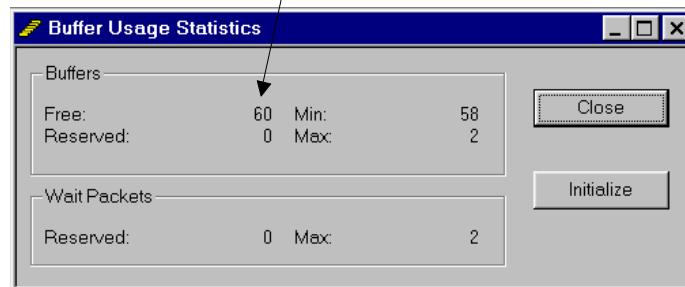 Buffer Usage Statistics
Buffers
Free: 60 Min: 58
Reserved: 0 Max: 2
Close
Wait Packets
Reserved: 0 Max: 2
Initialize